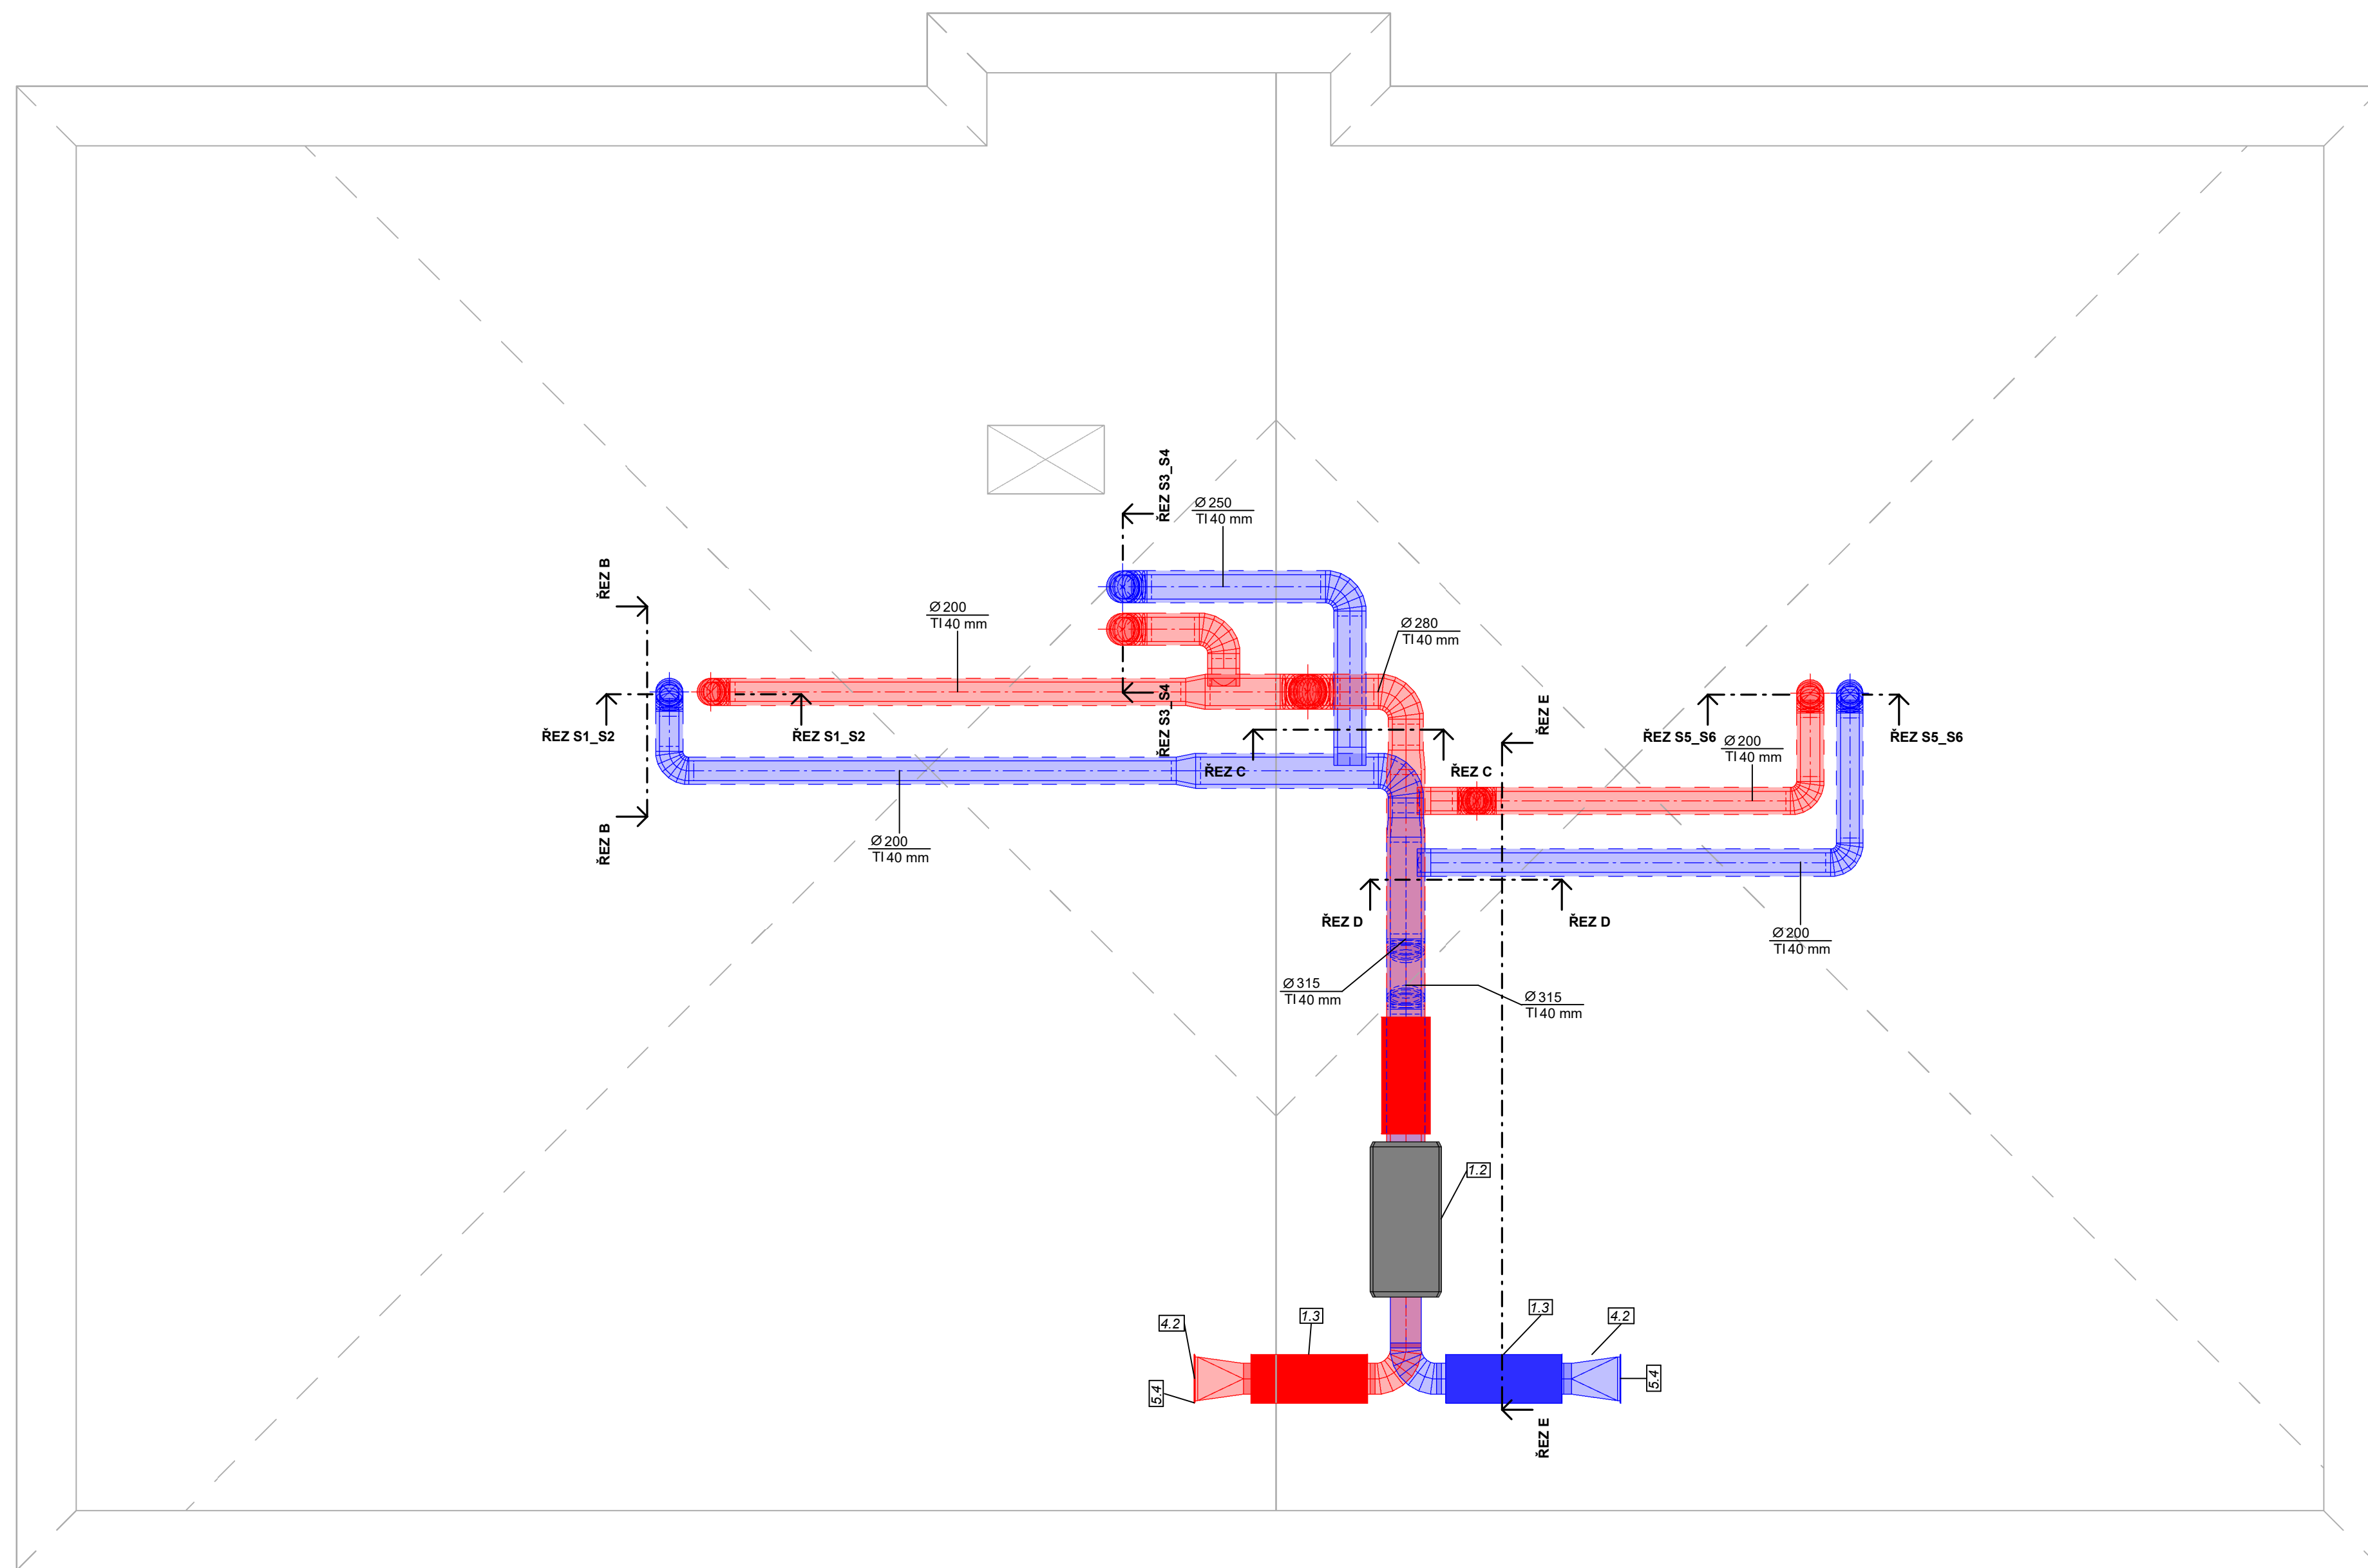 ŘEZ S3_S4
Ø 250
TI 40 mm
ŘEZ B
Ø 200
TI 40 mm
Ø 280
TI 40 mm
ŘEZ S1_S2
ŘEZ S1_S2
ŘEZ S3_S4
ŘEZ E
ŘEZ S5_S6
ŘEZ S5_S6
Ø 200
TI 40 mm
ŘEZ C
ŘEZ C
ŘEZ B
Ø 200
TI 40 mm
ŘEZ D
ŘEZ D
Ø 200
TI 40 mm
Ø 315
TI 40 mm
Ø 315
TI 40 mm
1.2
4.2
1.3
1.3
4.2
5.4
5.4
ŘEZ E